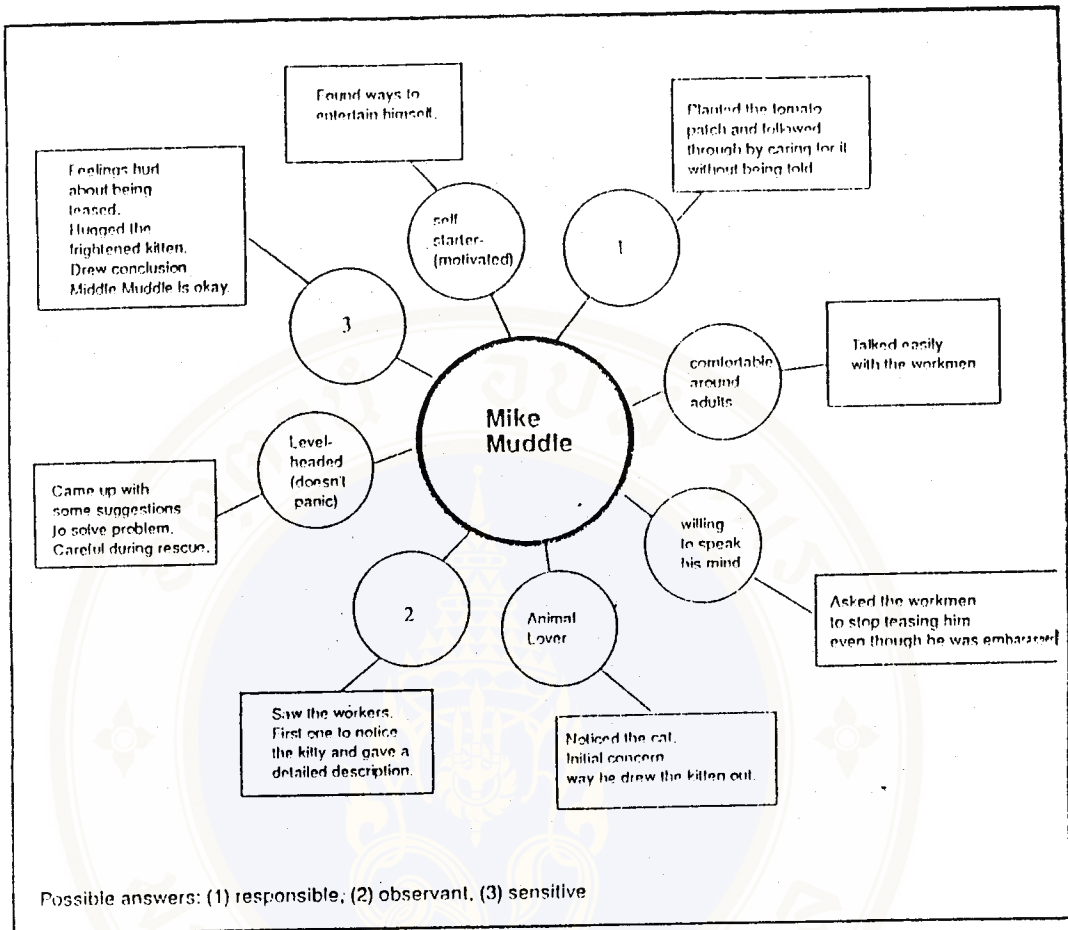 Found ways to
entertain himself.
Planted the tomato
patch and followed
through by caring for it
without being told
Feelings hurt
about being
teased.
Hugged the
frightened kitten.
Drew conclusion
Middle Muddle is okay.
self
starter-
(motivated)
1
3
comfortable
around
adults
Talked easily
with the workmen
Mike
Muddle
Level-
headed
(doesn't
panic)
Came up with
some suggestions
to solve problem.
Careful during rescue.
willing
to speak
his mind
Asked the workmen
to stop teasing him
even though he was embarassed
2
Animal
Lover
Saw the workers.
First one to notice
the kitty and gave a
detailed description.
Noticed the cat.
Initial concern
way he drew the kitten out.
Possible answers: (1) responsible, (2) observant, (3) sensitive